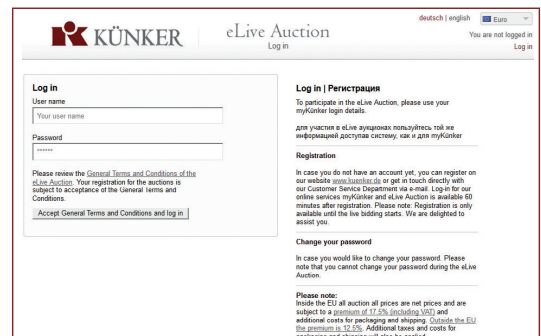 deutsch | english
Euro
KÜNKER
eLive Auction
Log in
You are not logged in
Log in
Log in
User name
Your user name
Password
******
Please review the General Terms and Conditions of the
eLive Auction. Your registration for the auctions is
subject to acceptance of the General Terms and
Conditions.
Accept General Terms and Conditions and log in
Log in | Регистрация
To participate in the eLive Auction, please use your
myKünker login details.
для участия в eLive аукционах пользуйтесь той же
информацией доступав систему, как и для myKünker
Registration
In case you do not have an account yet, you can register on
our website www.kuenker.de or get in touch directly with
our Customer Service Department via e-mail. Log-in for our
online services myKünker and eLive Auction is available 60
minutes after registration. Please note: Registration is only
available until the live bidding starts. We are delighted to
assist you.
Change your password
In case you would like to change your password. Please
note that you cannot change your password during the eLive
Auction.
Please note:
Inside the EU all auction all prices are net prices and are
subject to a premium of 17.5% (including VAT) and
additional costs for packaging and shipping. Outside the EU
the premium is 12.5%. Additional taxes and costs for